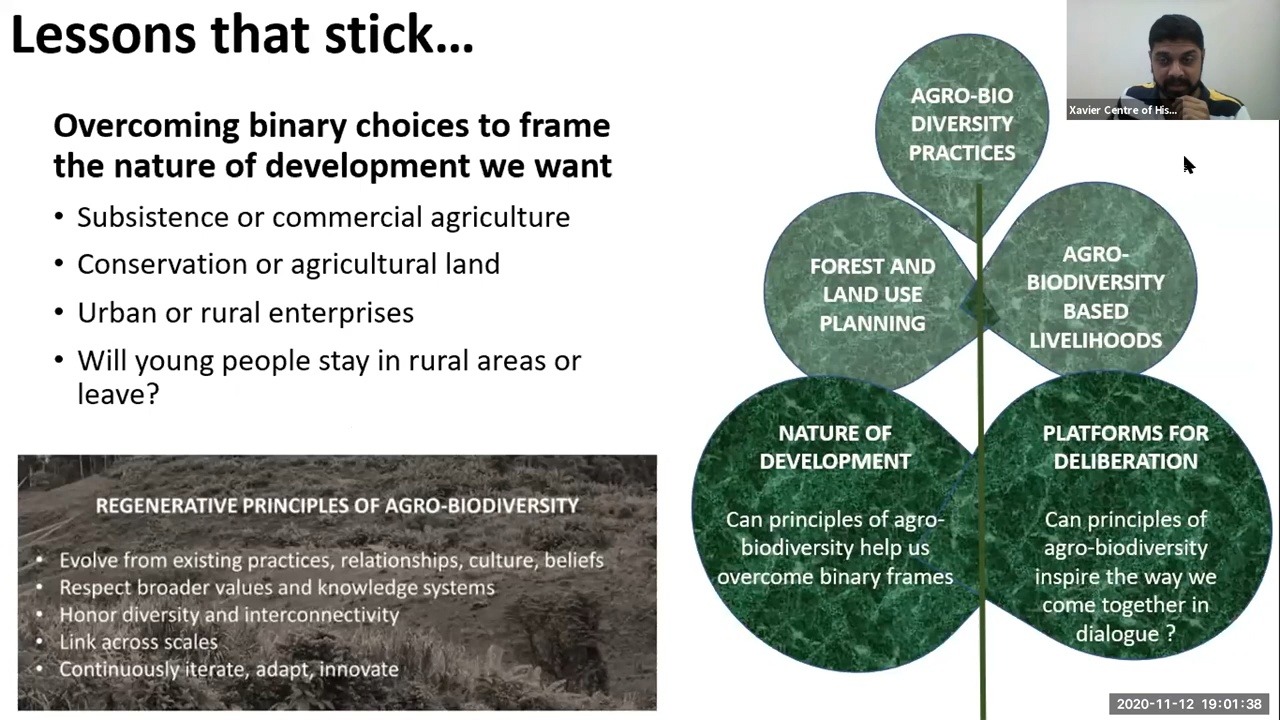 Lessons that stick...
Overcoming binary choices to frame
the nature of development we want
• Subsistence or commercial agriculture
• Conservation or agricultural land
• Urban or rural enterprises
• Will young people stay in rural areas or
leave?
REGENERATIVE PRINCIPLES OF AGRO-BIODIVERSITY
• Evolve from existing practices, relationships, culture, beliefs
• Respect broader values and knowledge systems
• Honor diversity and interconnectivity
• Link across scales
• Continuously iterate, adapt, innovate
AGRO-BIO
DIVERSITY
PRACTICES
FOREST AND
LAND USE
PLANNING
AGRO-
BIODIVERSITY
BASED
LIVELIHOODS
NATURE OF
DEVELOPMENT
Can principles of agro-
biodiversity help us
overcome binary frames
PLATFORMS FOR
DELIBERATION
Can principles of
agro-biodiversity
inspire the way we
come together in
dialogue ?
Xavier Centre of His...
2020-11-12 19:01:38